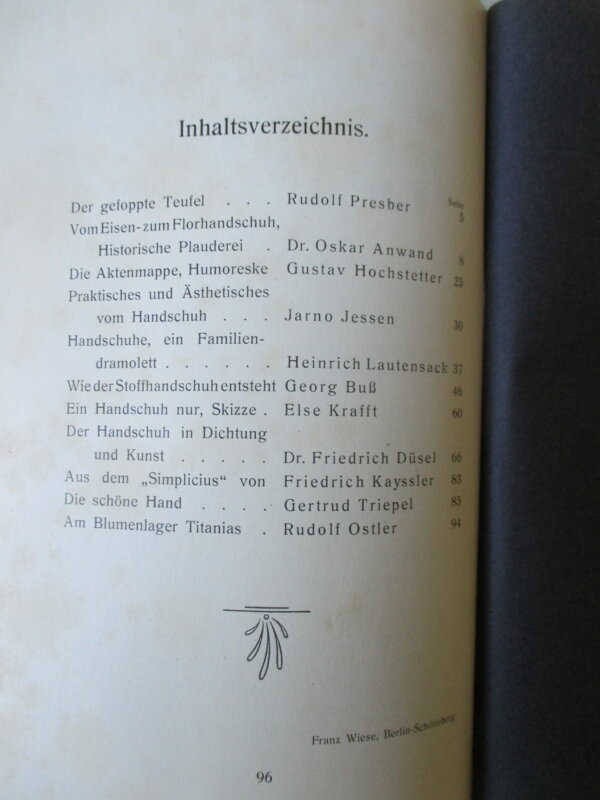 Inhaltsverzeichnis.
Seite
Der gefoppte Teufel . . . Rudolf Presber 5
Vom Eisen- zum Florhandschuh,
Historische Plauderei . Dr. Oskar Anwand 8
Die Aktenmappe, Humoreske Gustav Hochstetter 25
Praktisches und Ästhetisches
vom Handschuh . . . Jarno Jessen 30
Handschuhe, ein Familien-
dramolett . . . . . . Heinrich Lautensack 37
Wie der Stoffhandschuh entsteht Georg Buß 46
Ein Handschuh nur, Skizze . Else Krafft 60
Der Handschuh in Dichtung
und Kunst . . . . . Dr. Friedrich Düsel 66
Aus dem „Simplicius“ von Friedrich Kayssler 83
Die schöne Hand . . . . Gertrud Triepel 85
Am Blumenlager Titanias . Rudolf Ostler 94
Franz Wiese, Berlin-Schöneberg.
96